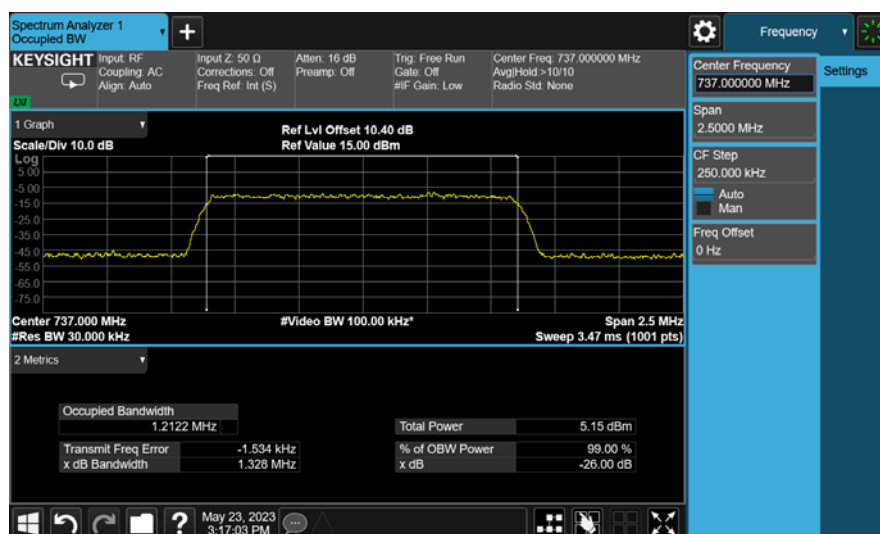 Spectrum Analyzer 1
Occupied BW
Frequency
KEYSIGHT
Input: RF
Coupling: AC
Align: Auto
Input Z: 50 Ω
Corrections: Off
Freq Ref: Int (S)
Atten: 16 dB
Preamp: Off
Trig: Free Run
Gate: Off
#IF Gain: Low
Center Freq: 737.000000 MHz
Avg|Hold:>10/10
Radio Std: None
LXI
Center Frequency
737.000000 MHz
Settings
Span
2.5000 MHz
CF Step
250.000 kHz
Auto
Man
Freq Offset
0 Hz
1 Graph
Scale/Div 10.0 dB
Ref Lvl Offset 10.40 dB
Ref Value 15.00 dBm
Log
5.00
-5.00
-15.0
-25.0
-35.0
-45.0
-55.0
-65.0
-75.0
Center 737.000 MHz
#Video BW 100.00 kHz*
Span 2.5 MHz
#Res BW 30.000 kHz
Sweep 3.47 ms (1001 pts)
2 Metrics
Occupied Bandwidth
1.2122 MHz
Total Power 5.15 dBm
Transmit Freq Error -1.534 kHz
% of OBW Power 99.00 %
x dB Bandwidth 1.328 MHz
x dB -26.00 dB
?
May 23, 2023
3:17:03 PM